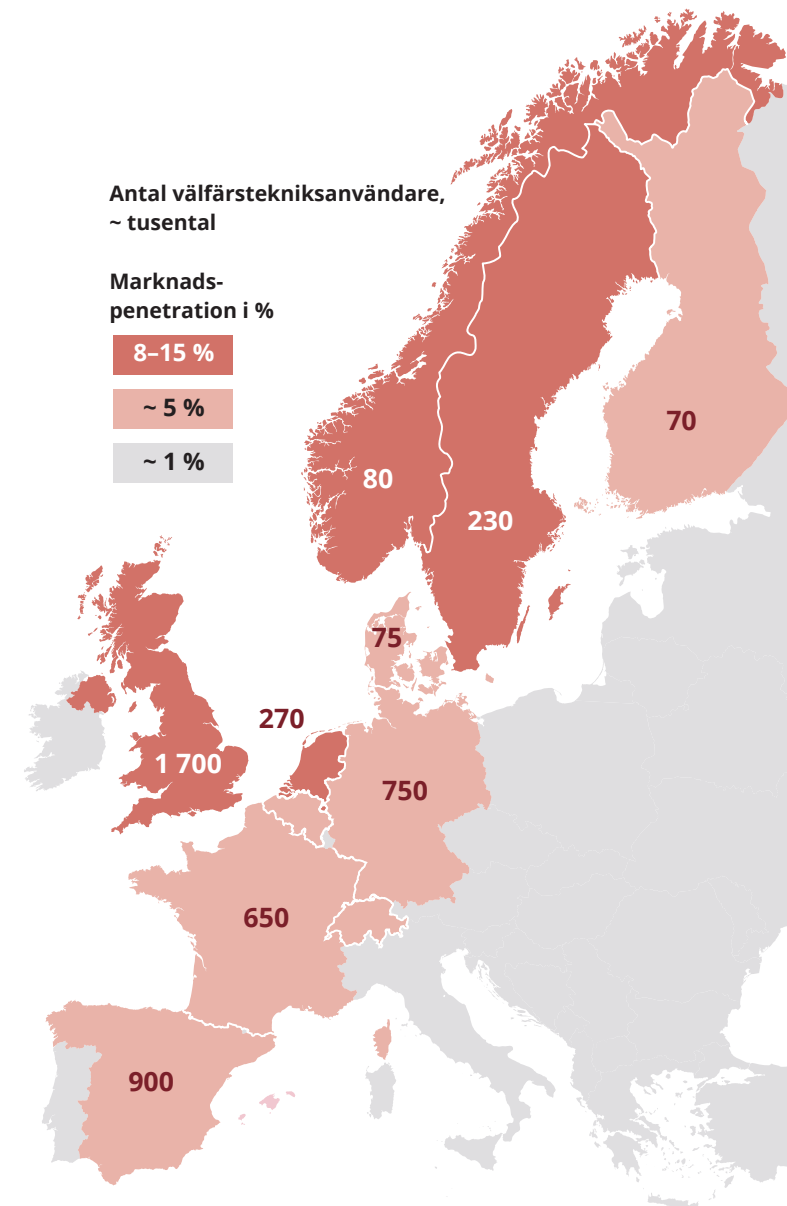 Antal välfärstekniksanvändare,
~ tusental
Marknads-
penetration i %
8–15 %
~ 5 %
~ 1 %
70
80
230
75
270
1 700
750
650
900